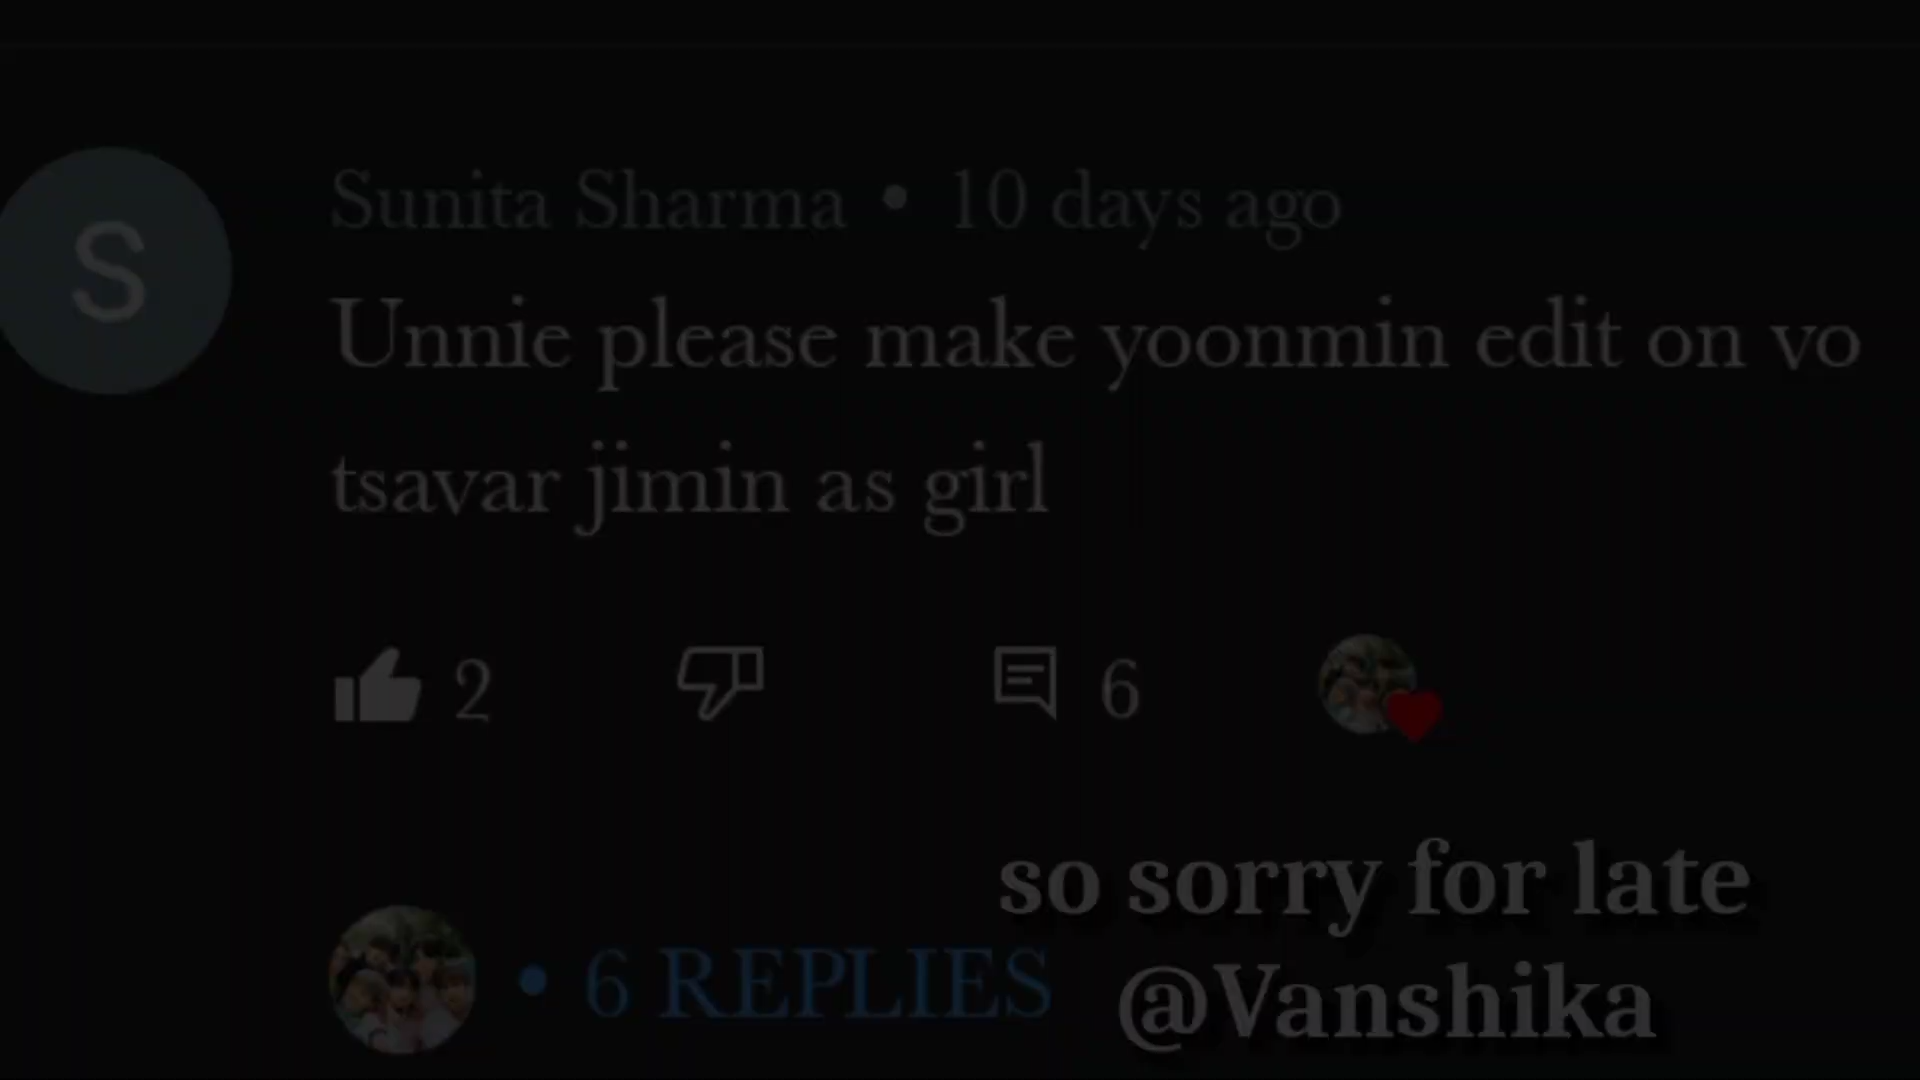 S
Sunita Sharma • 10 days ago
Unnie please make yoonmin edit on vo
tsavar jimin as girl
2
6
• 6 REPLIES
so sorry for late
@Vanshika